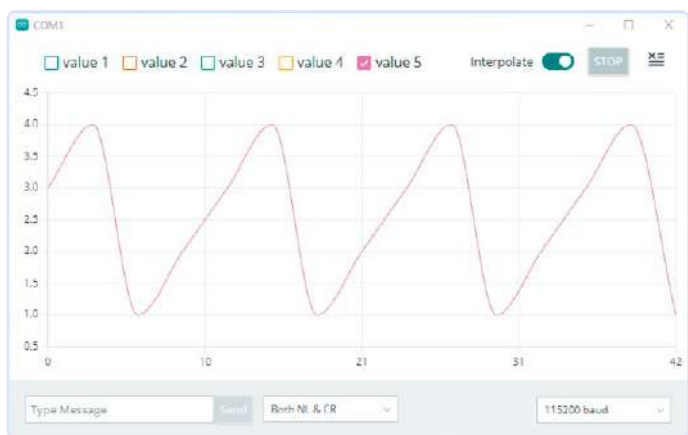 COM3
value 1 value 2 value 3 value 4 value 5 Interpolate STOP
4.5
4.0
3.5
3.0
2.5
2.0
1.5
1.0
0.5
0 10 21 31 42
Type Message Send Both NL & CR 115200 baud